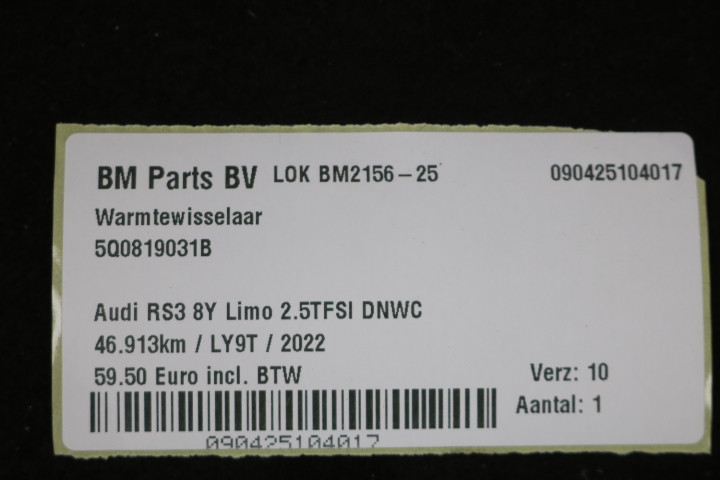 BM Parts BV LOK BM2156-25 090425104017
Warmtewisselaar
5Q0819031B
Audi RS3 8Y Limo 2.5TFSI DNWC
46.913km / LY9T / 2022
59.50 Euro incl. BTW Verz: 10
Aantal: 1
090425104017